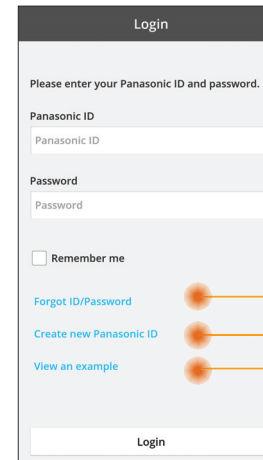 Login
Please enter your Panasonic ID and password.
Panasonic ID
Panasonic ID
Password
Password
Remember me
Forgot ID/Password
Create new Panasonic ID
View an example
Login